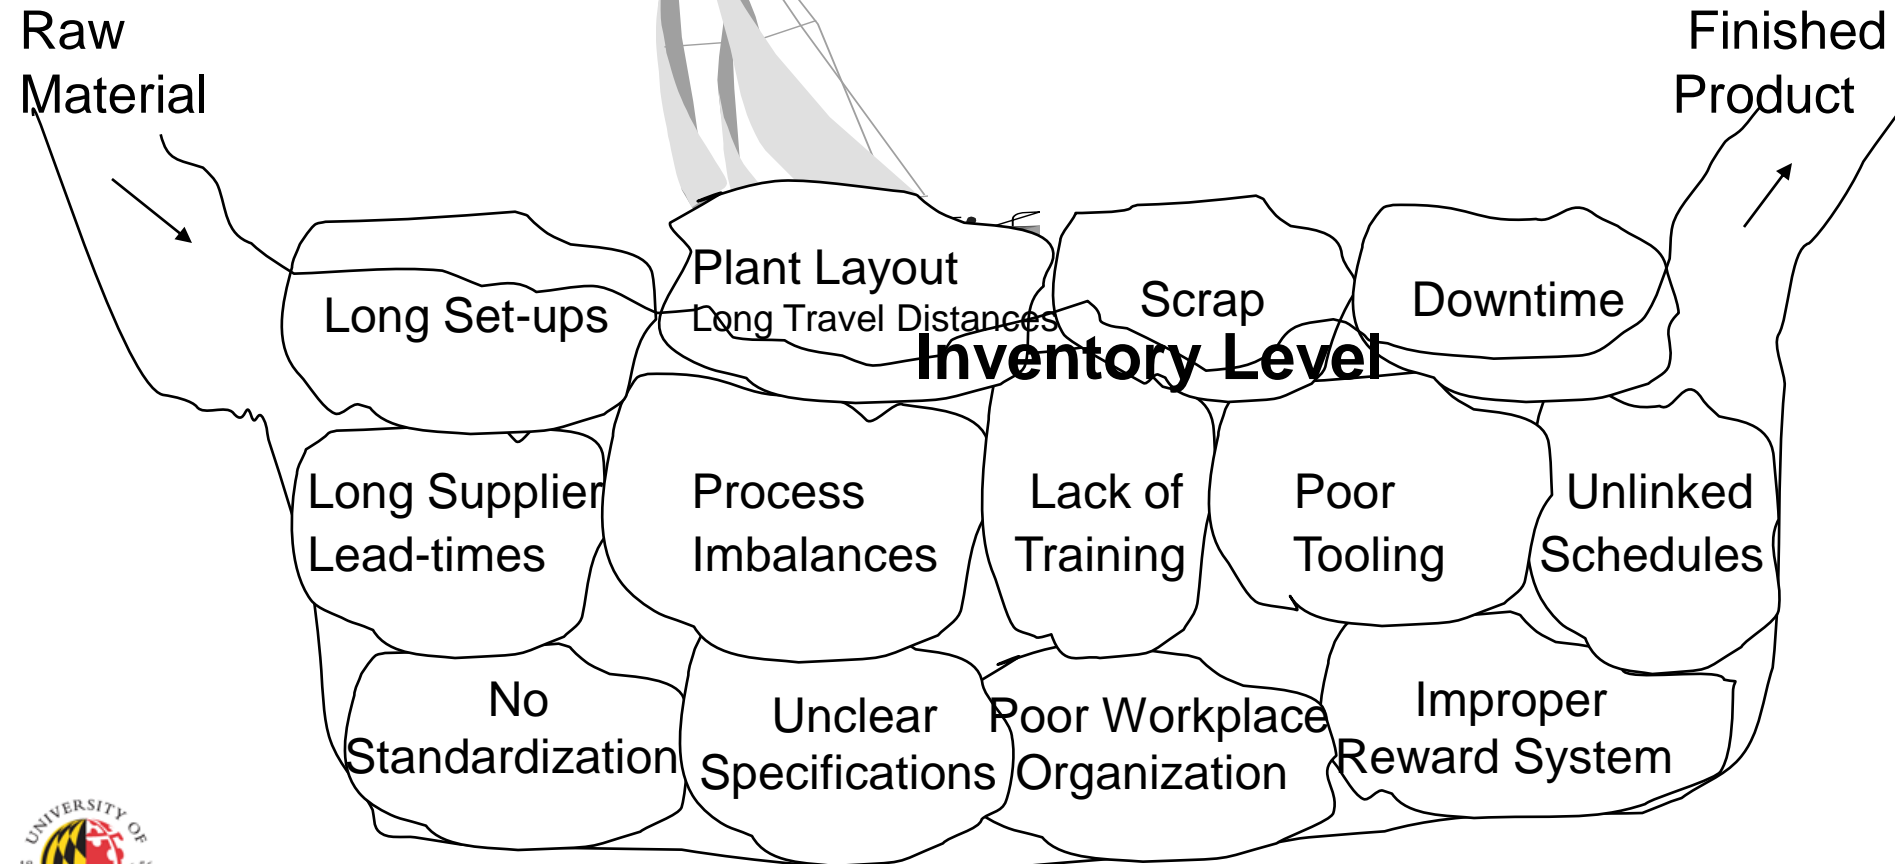 Raw
Material
Finished
Product
Long Set-ups
Plant Layout
Long Travel Distances
Scrap
Downtime
Inventory Level
Long Supplier
Lead-times
Process
Imbalances
Lack of
Training
Poor
Tooling
Unlinked
Schedules
No
Standardization
Unclear
Specifications
Poor Workplace
Organization
Improper
Reward System
UNIVERSITY OF